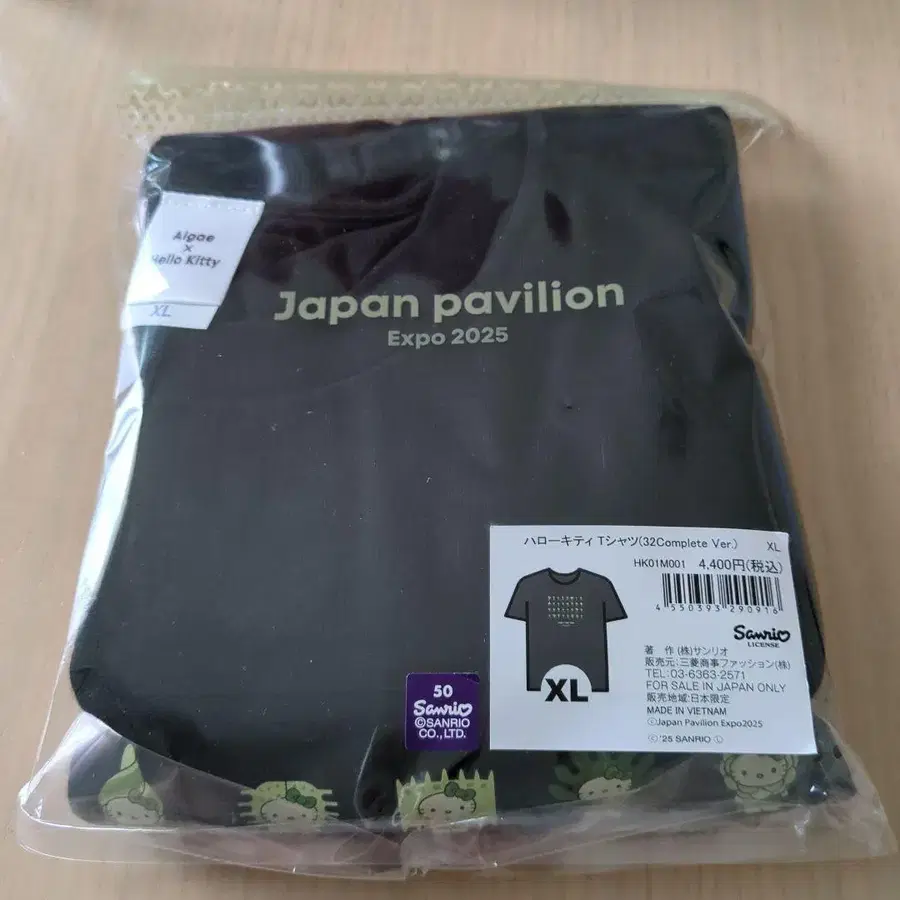 Algae
×
Hello Kitty
XL
Japan pavilion
Expo 2025
ハローキティ Tシャツ(32Complete Ver.) XL
HK01M001 4,400円(税込)
4 550393 290916
XL
Sanrio
LICENSE
著 作 (株)サンリオ
販売元:三菱商事ファッション(株)
TEL:03-6363-2571
FOR SALE IN JAPAN ONLY
販売地域:日本限定
MADE IN VIETNAM
ⓒJapan Pavilion Expo2025
ⓒ '25 SANRIO Ⓛ
50
Sanrio
©SANRIO
CO.,LTD.